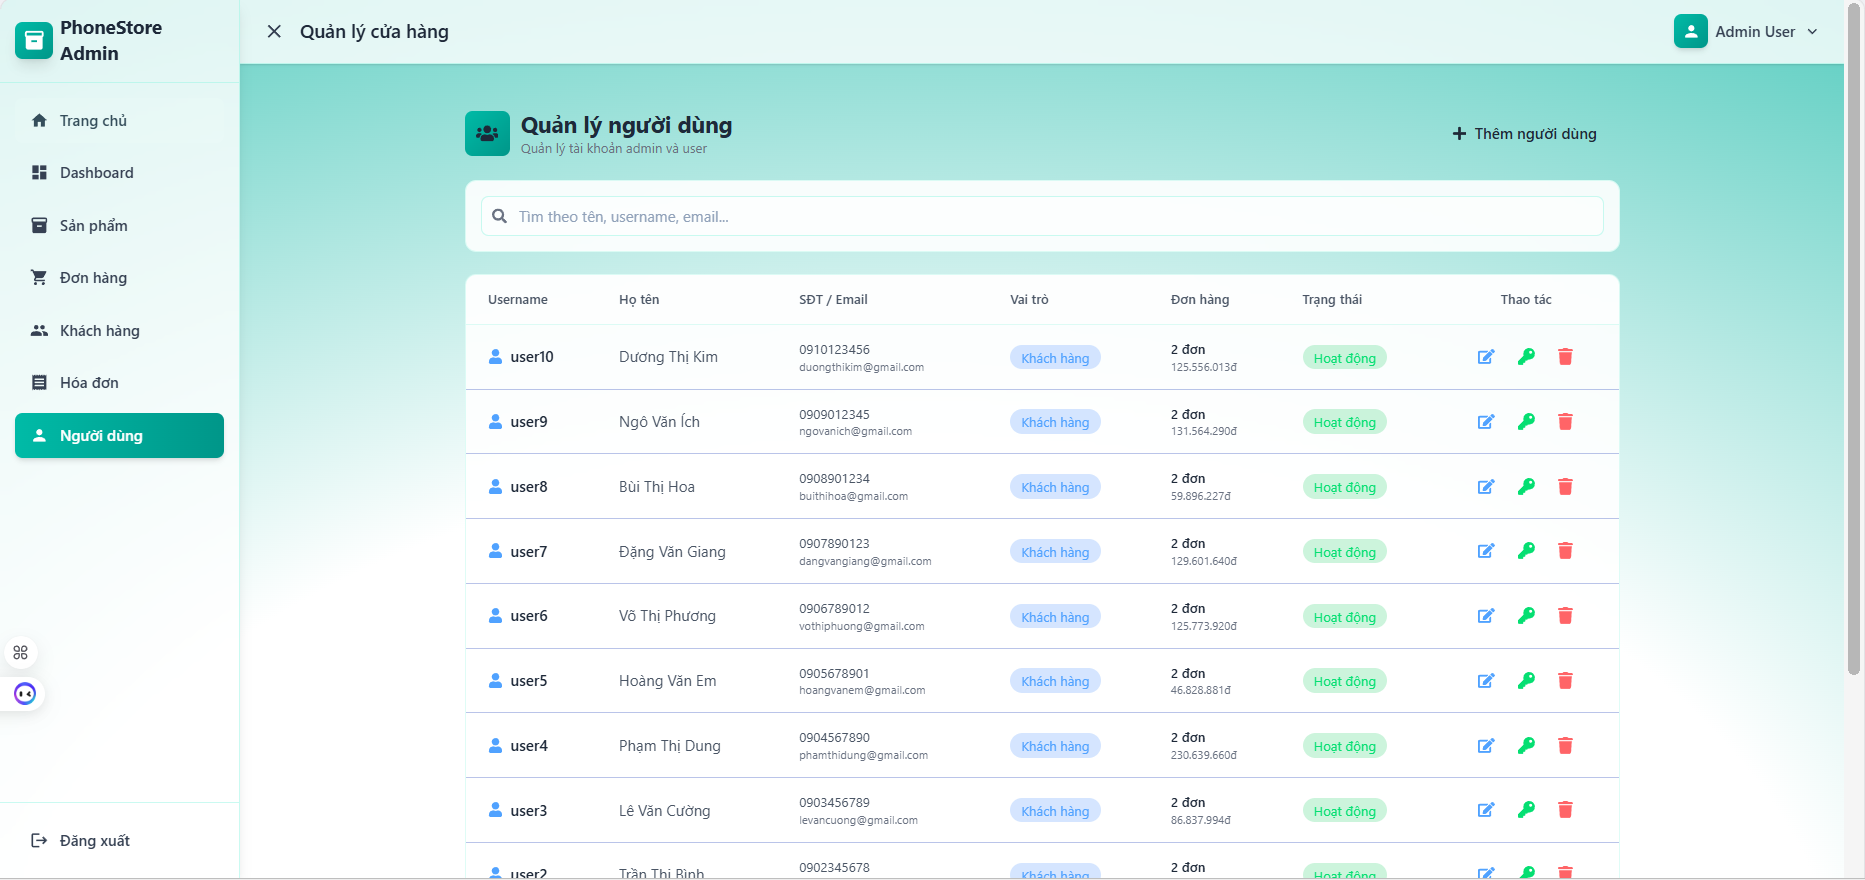 PhoneStore
Admin
Trang chủ
Dashboard
Sản phẩm
Đơn hàng
Khách hàng
Hóa đơn
Người dùng
Đăng xuất
Quản lý cửa hàng
Admin User
Quản lý người dùng
Quản lý tài khoản admin và user
Thêm người dùng
Tìm theo tên, username, email...
Username Họ tên SĐT / Email Vai trò Đơn hàng Trạng thái Thao tác
user10 Dương Thị Kim 0910123456 Khách hàng 2 đơn Hoạt động
duongthikim@gmail.com 125.556.013đ
user9 Ngô Văn Ích 0909012345 Khách hàng 2 đơn Hoạt động
ngovanich@gmail.com 131.564.290đ
user8 Bùi Thị Hoa 0908901234 Khách hàng 2 đơn Hoạt động
buithihoa@gmail.com 59.896.227đ
user7 Đặng Văn Giang 0907890123 Khách hàng 2 đơn Hoạt động
dangvangiang@gmail.com 129.601.640đ
user6 Võ Thị Phương 0906789012 Khách hàng 2 đơn Hoạt động
vothiphuong@gmail.com 125.773.920đ
user5 Hoàng Văn Em 0905678901 Khách hàng 2 đơn Hoạt động
hoangvanem@gmail.com 46.828.881đ
user4 Phạm Thị Dung 0904567890 Khách hàng 2 đơn Hoạt động
phamthidung@gmail.com 230.639.660đ
user3 Lê Văn Cường 0903456789 Khách hàng 2 đơn Hoạt động
levancuong@gmail.com 86.837.994đ
user2 Trần Thị Bình 0902345678 Khách hàng 2 đơn Hoạt động